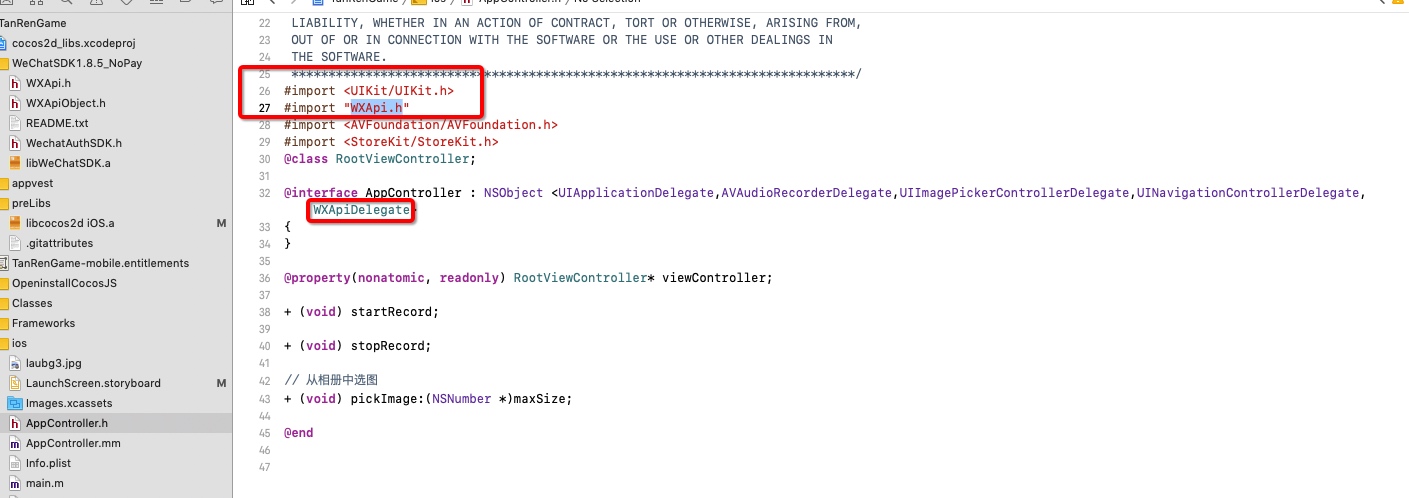 TanRenGame
cocos2d_libs.xcodeproj
WeChatSDK1.8.5_NoPay
WXApi.h
WXApiObject.h
README.txt
WechatAuthSDK.h
libWeChatSDK.a
appvest
preLibs
libcocos2d iOS.a M
.gitattributes
TanRenGame-mobile.entitlements
OpeninstallCocosJS
Classes
Frameworks
ios
laubg3.jpg
LaunchScreen.storyboard M
Images.xcassets
AppController.h
AppController.mm
Info.plist
main.m
22 LIABILITY, WHETHER IN AN ACTION OF CONTRACT, TORT OR OTHERWISE, ARISING FROM,
23 OUT OF OR IN CONNECTION WITH THE SOFTWARE OR THE USE OR OTHER DEALINGS IN
24 THE SOFTWARE.
25 ****************************************************************************/
26 #import <UIKit/UIKit.h>
27 #import "WXApi.h"
28 #import <AVFoundation/AVFoundation.h>
29 #import <StoreKit/StoreKit.h>
30 @class RootViewController;
31
32 @interface AppController : NSObject <UIApplicationDelegate,AVAudioRecorderDelegate,UIImagePickerControllerDelegate,UINavigationControllerDelegate,
WXApiDelegate>
33 {
34 }
35
36 @property(nonatomic, readonly) RootViewController* viewController;
37
38 + (void) startRecord;
39
40 + (void) stopRecord;
41
42 // 从相册中选图
43 + (void) pickImage:(NSNumber *)maxSize;
44
45 @end
46
47